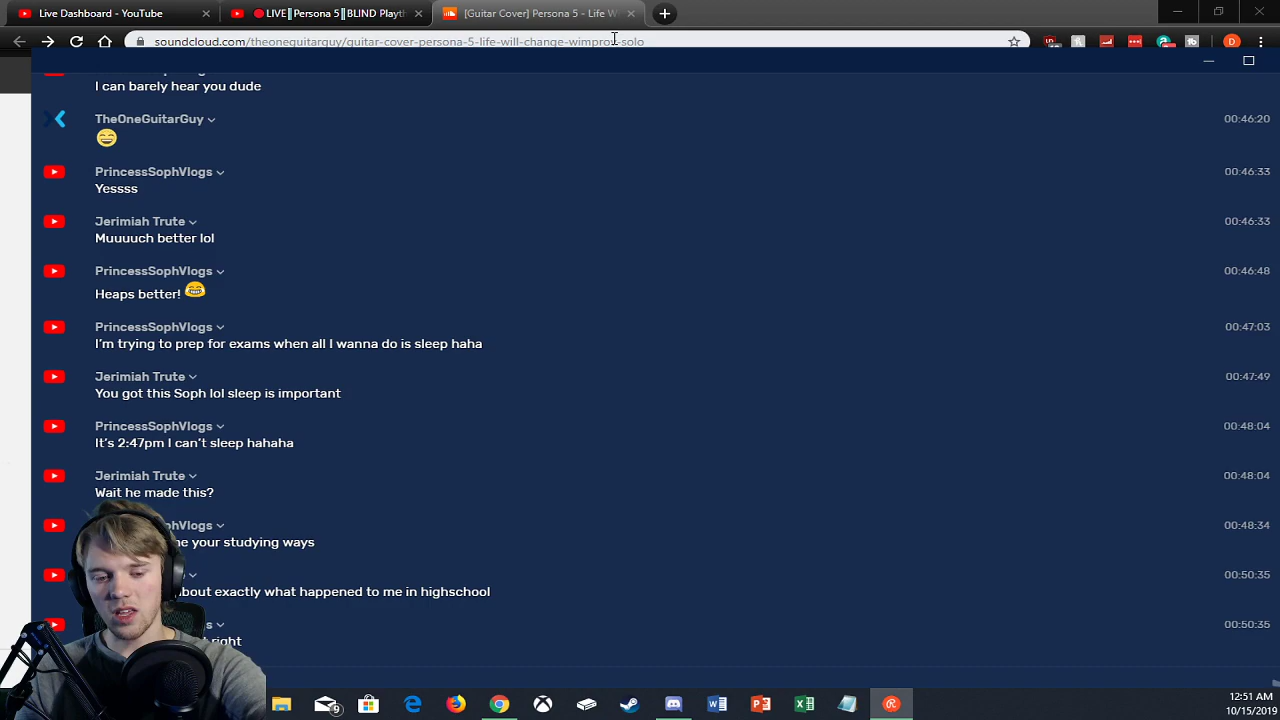 Live Dashboard - YouTube
LIVE║Persona 5║BLIND Playth
[Guitar Cover] Persona 5 - Life W
soundcloud.com/theoneguitarguy/guitar-cover-persona-5-life-will-change-wimprov-solo
I can barely hear you dude
TheOneGuitarGuy
00:46:20
PrincessSophVlogs
00:46:33
Yessss
Jerimiah Trute
00:46:33
Muuuuch better lol
PrincessSophVlogs
00:46:48
Heaps better!
PrincessSophVlogs
00:47:03
I'm trying to prep for exams when all I wanna do is sleep haha
Jerimiah Trute
00:47:49
You got this Soph lol sleep is important
PrincessSophVlogs
00:48:04
It's 2:47pm I can't sleep hahaha
Jerimiah Trute
00:48:04
Wait he made this?
phVlogs
00:48:34
me your studying ways
00:50:35
about exactly what happened to me in highschool
00:50:35
right
9
12:51 AM
10/15/2019